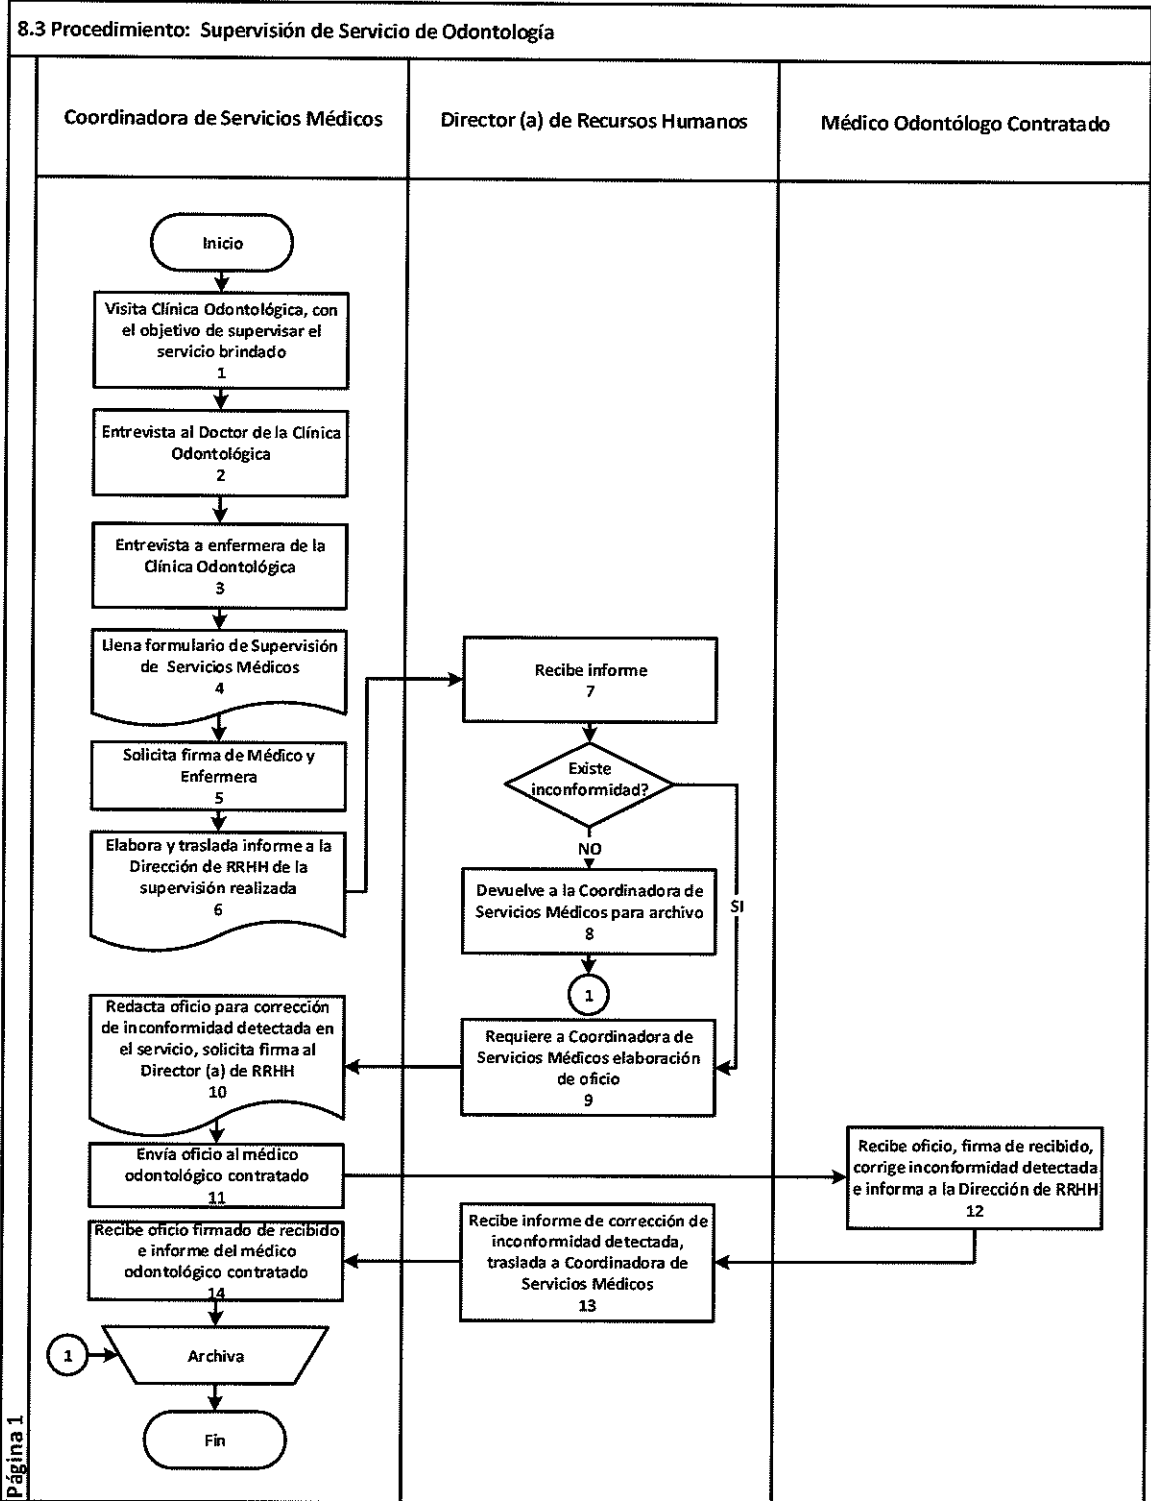 8.3 Procedimiento: Supervisión de Servicio de Odontología
Coordinadora de Servicios Médicos
Director (a) de Recursos Humanos
Médico Odontólogo Contratado
Inicio
Visita Clínica Odontológica, con
el objetivo de supervisar el
servicio brindado
1
Entrevista al Doctor de la Clínica
Odontológica
2
Entrevista a enfermera de la
Clínica Odontológica
3
Llena formulario de Supervisión
de Servicios Médicos
4
Solicita firma de Médico y
Enfermera
5
Elabora y traslada informe a la
Dirección de RRHH de la
supervisión realizada
6
Recibe informe
7
Existe
inconformidad?
NO
SI
Devuelve a la Coordinadora de
Servicios Médicos para archivo
8
1
Requiere a Coordinadora de
Servicios Médicos elaboración
de oficio
9
Redacta oficio para corrección
de inconformidad detectada en
el servicio, solicita firma al
Director (a) de RRHH
10
Envía oficio al médico
odontológico contratado
11
Recibe oficio, firma de recibido,
corrige inconformidad detectada
e informa a la Dirección de RRHH
12
Recibe informe de corrección de
inconformidad detectada,
traslada a Coordinadora de
Servicios Médicos
13
Recibe oficio firmado de recibido
e informe del médico
odontológico contratado
14
1
Archiva
Fin
Página 1